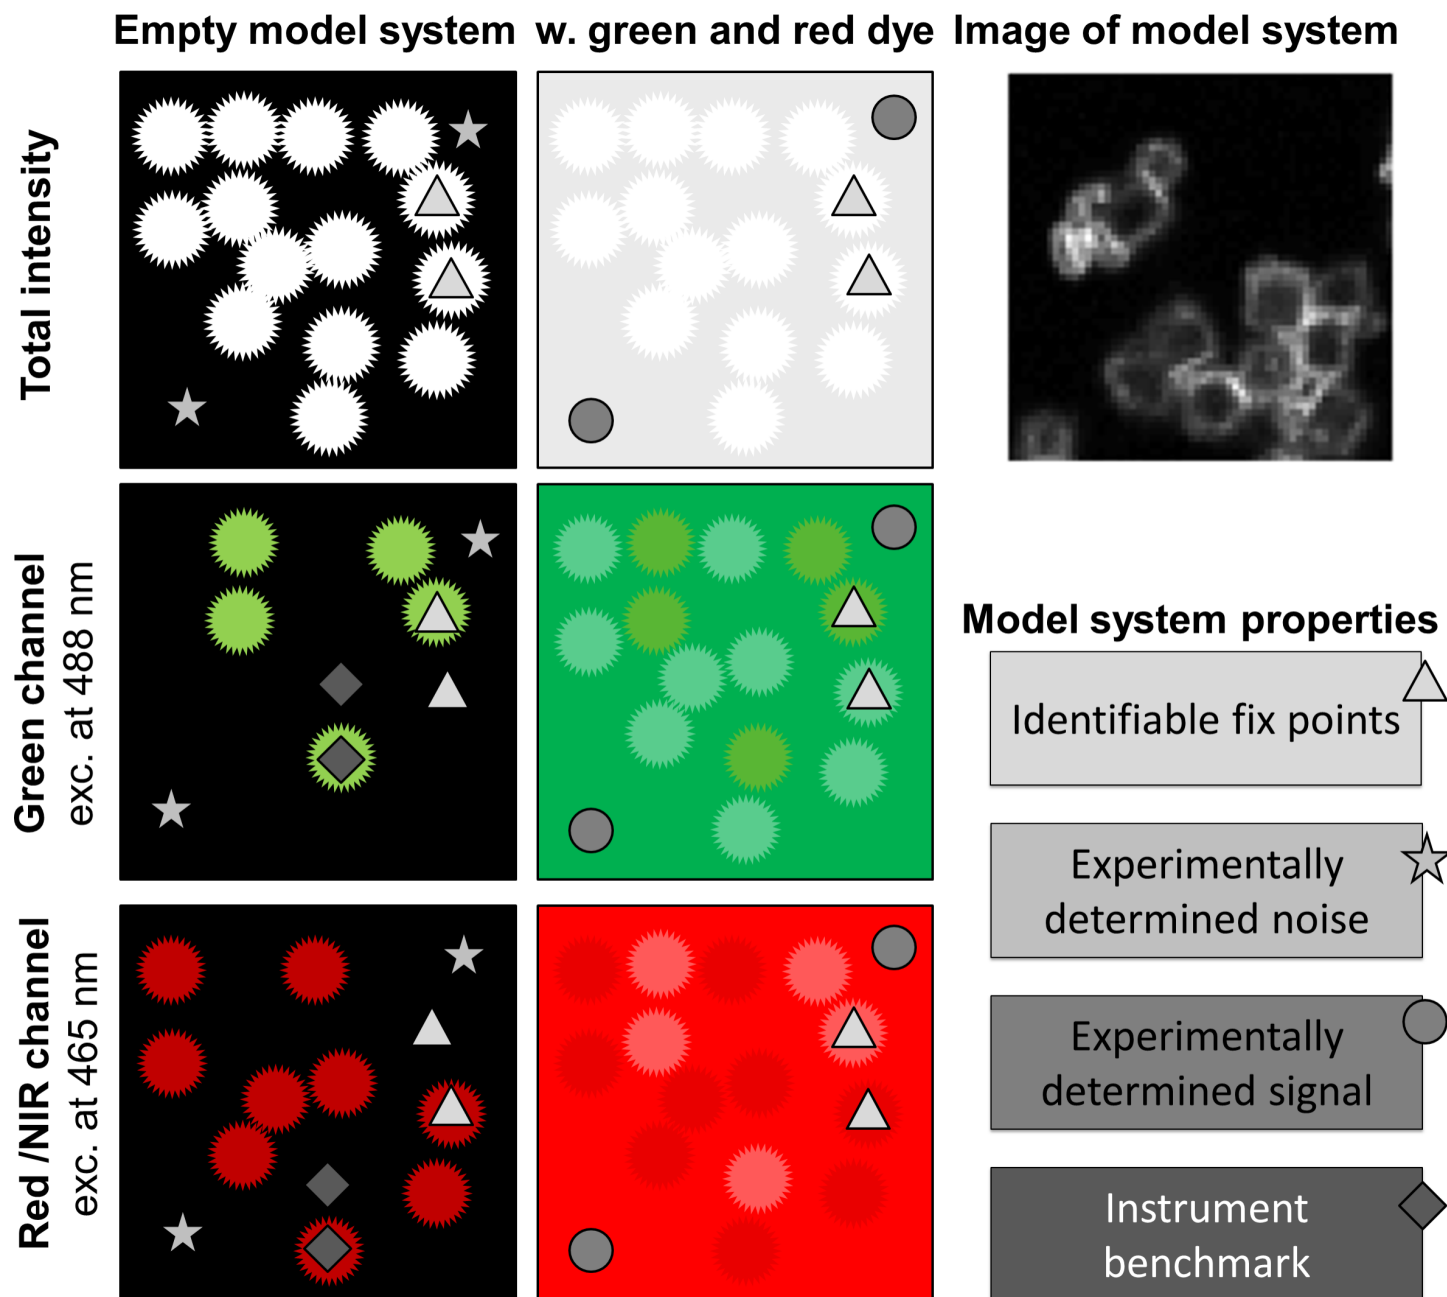 Empty model system
w. green and red dye
Image of model system
Total intensity
Green channel
exc. at 488 nm
Red /NIR channel
exc. at 465 nm
Model system properties
Identifiable fix points
Experimentally
determined noise
Experimentally
determined signal
Instrument
benchmark